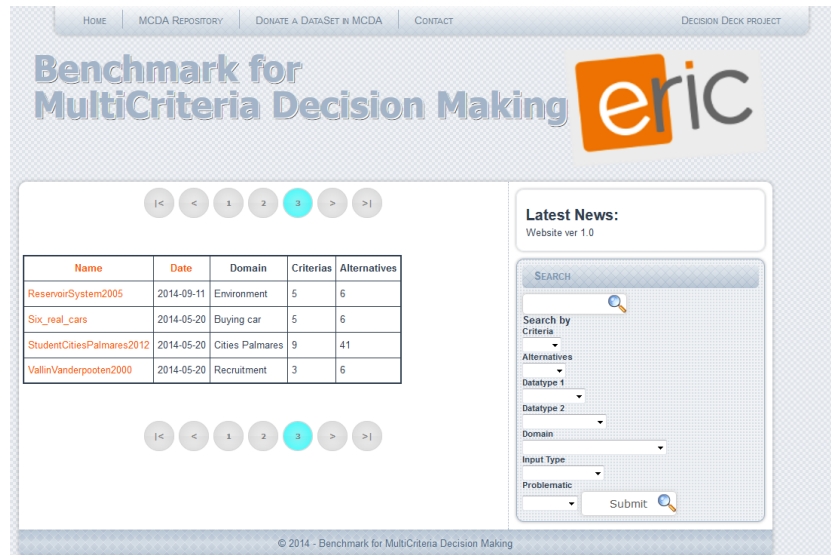 Home MCDA Repository Donate a DataSet in MCDA Contact Decision Deck project
Benchmark for
MultiCriteria Decision Making
eric
|< < 1 2 3 > >|
Name Date Domain Criterias Alternatives
ReservoirSystem2005 2014-09-11 Environment 5 6
Six_real_cars 2014-05-20 Buying car 5 6
StudentCitiesPalmares2012 2014-05-20 Cities Palmares 9 41
VallinVanderpooten2000 2014-05-20 Recruitment 3 6
|< < 1 2 3 > >|
Latest News:
Website ver 1.0
Search
Search by
Criteria
Alternatives
Datatype 1
Datatype 2
Domain
Input Type
Problematic
Submit
© 2014 - Benchmark for MultiCriteria Decision Making